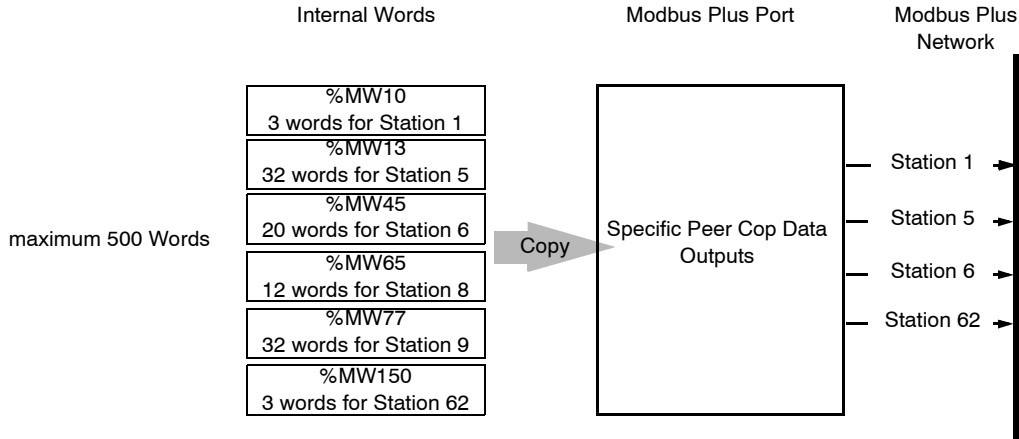 Internal Words
Modbus Plus Port
Modbus Plus
Network
maximum 500 Words
%MW10
3 words for Station 1
%MW13
32 words for Station 5
%MW45
20 words for Station 6
%MW65
12 words for Station 8
%MW77
32 words for Station 9
%MW150
3 words for Station 62
Copy
Specific Peer Cop Data
Outputs
Station 1
Station 5
Station 6
Station 62